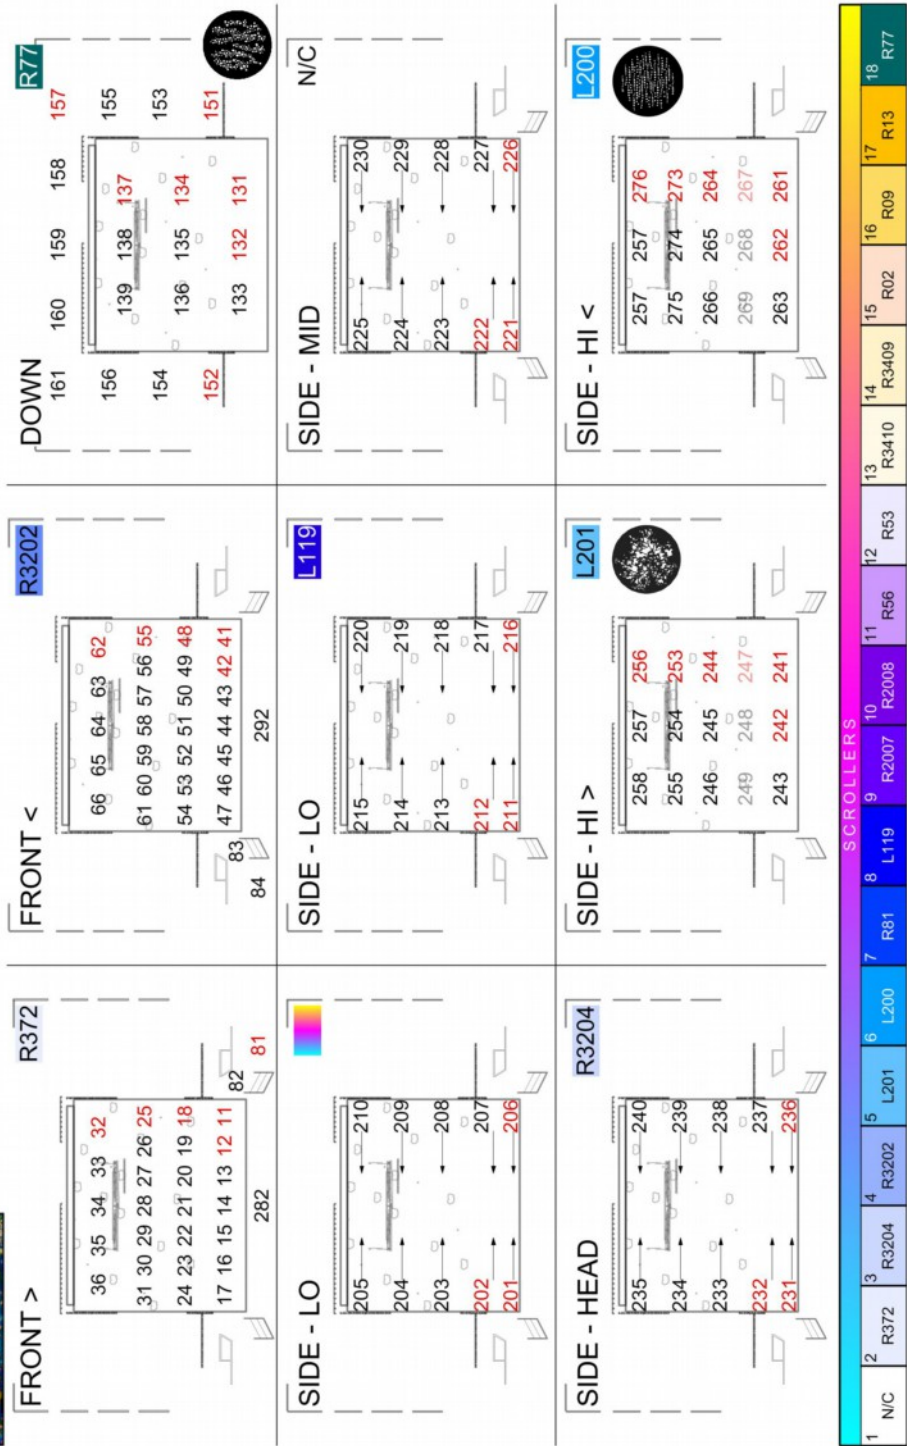 FRONT > R372
36 35 34 33 32
31 30 29 28 27 26 25
24 23 22 21 20 19 18
17 16 15 14 13 12 11
82 81
282
FRONT < R3202
66 65 64 63 62
61 60 59 58 57 56 55
54 53 52 51 50 49 48
47 46 45 44 43 42 41
84 83
292
DOWN R77
161 160 159 158 157
156 155
139 138 137
154 153
136 135 134
152 151
133 132 131
SIDE - LO
205 210
204 209
203 208
202 207
201 206
SIDE - LO L119
215 220
214 219
213 218
212 217
211 216
SIDE - MID N/C
225 230
224 229
223 228
222 227
221 226
SIDE - HEAD R3204
235 240
234 239
233 238
232 237
231 236
SIDE - HI > L201
258 257 256
255 254 253
246 245 244
249 248 247
243 242 241
SIDE - HI < L200
257 257 276
275 274 273
266 265 264
269 268 267
263 262 261
SCROLLERS
1 N/C 2 R372 3 R3204 4 R3202 5 L201 6 L200 7 R81 8 L119 9 R2007 10 R2008 11 R56 12 R53 13 R3410 14 R3409 15 R02 16 R09 17 R13 18 R77